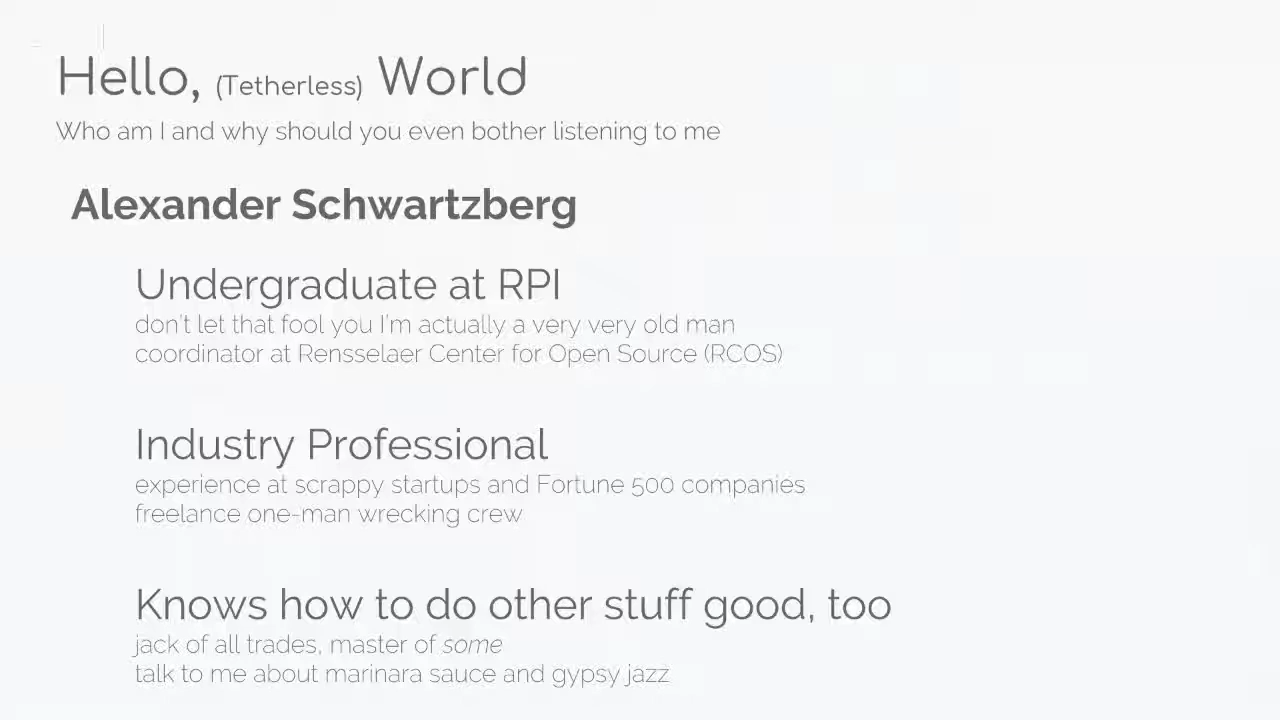 Hello, (Tetherless) World
Who am I and why should you even bother listening to me
Alexander Schwartzberg
Undergraduate at RPI
don't let that fool you I'm actually a very very old man
coordinator at Rensselaer Center for Open Source (RCOS)
Industry Professional
experience at scrappy startups and Fortune 500 companies
freelance one-man wrecking crew
Knows how to do other stuff good, too
jack of all trades, master of some
talk to me about marinara sauce and gypsy jazz